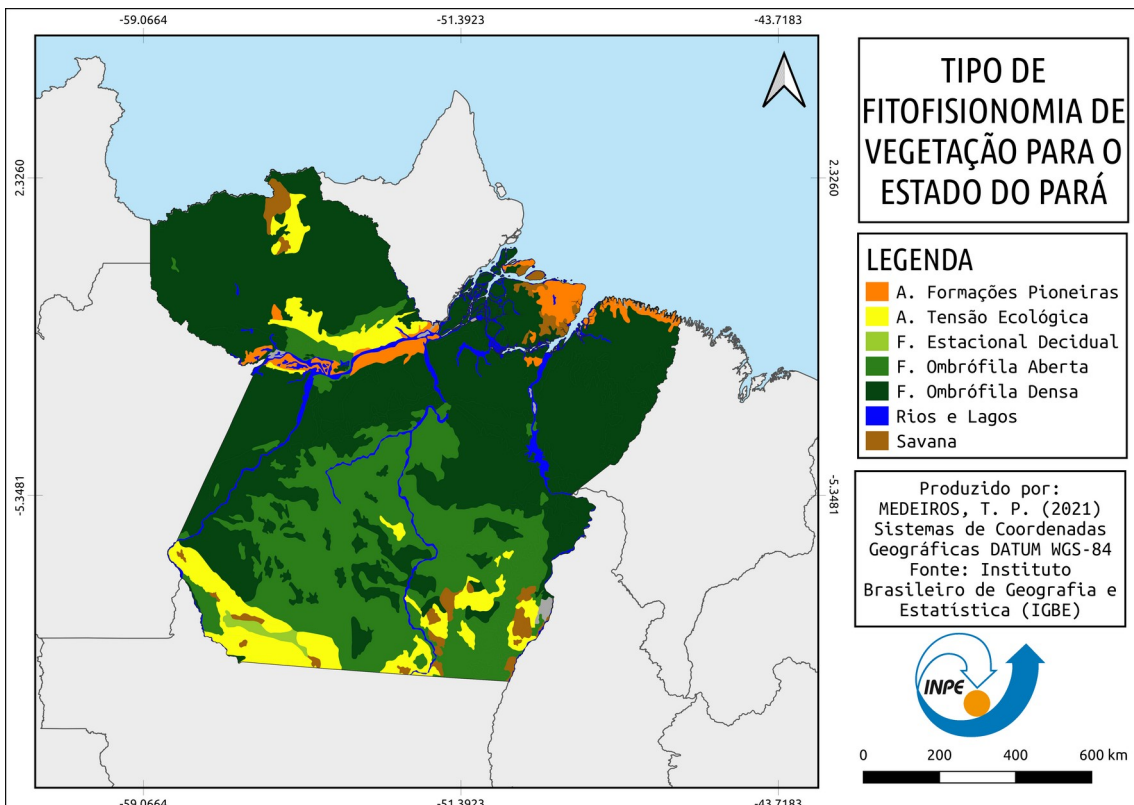 -59.0664
-51.3923
-43.7183
2.3260
2.3260
-5.3481
-5.3481
-59.0664
-51.3923
-43.7183
TIPO DE
FITOFISIONOMIA DE
VEGETAÇÃO PARA O
ESTADO DO PARÁ
LEGENDA
A. Formações Pioneiras
A. Tensão Ecológica
F. Estacional Decidual
F. Ombrófila Aberta
F. Ombrófila Densa
Rios e Lagos
Savana
Produzido por:
MEDEIROS, T. P. (2021)
Sistemas de Coordenadas
Geográficas DATUM WGS-84
Fonte: Instituto
Brasileiro de Geografia e
Estatística (IGBE)
INPE
0 200 400 600 km